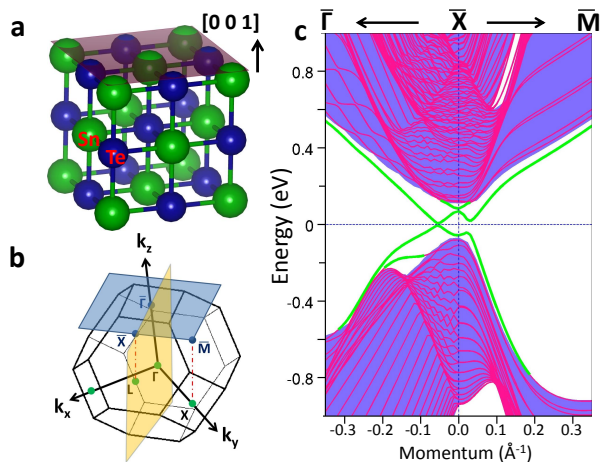 a
[0 0 1]
Sn
Te
b
k_z
Γ̅
X̅
M̅
Γ
L
X
k_x
k_y
c
Γ̅ X̅ M̅
0.8
0.4
0
-0.4
-0.8
Energy (eV)
-0.3 -0.2 -0.1 0.0 0.1 0.2 0.3
Momentum (Å⁻¹)